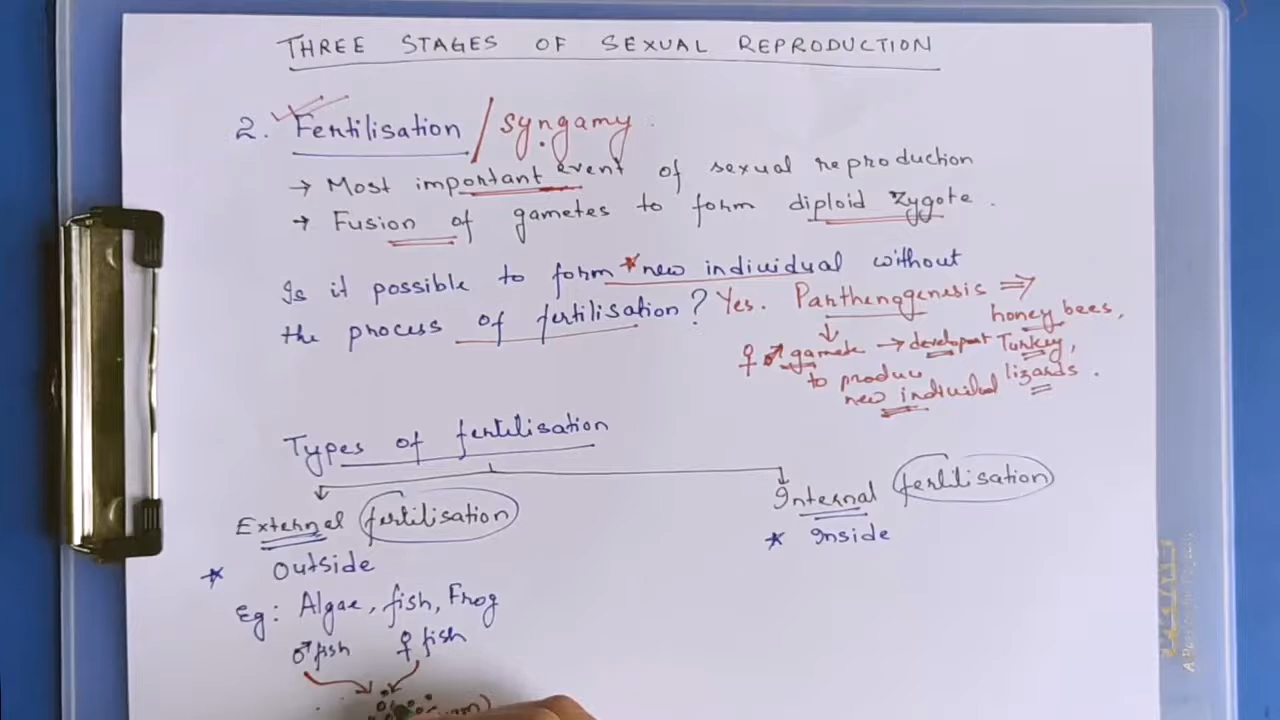 THREE STAGES OF SEXUAL REPRODUCTION
2. Fertilisation / Syngamy
→ Most important event of sexual reproduction
→ Fusion of gametes to form diploid zygote.
Is it possible to form *new individual without
the process of fertilisation? Yes. Parthenogenesis ⇒
honey bees,
Turkey,
lizards.
♀ ♂ gamete → developmt
to produce
new individual
Types of fertilisation
External fertilisation
* Outside
Eg: Algae, fish, Frog
♂ fish ♀ fish
Internal fertilisation
* Inside